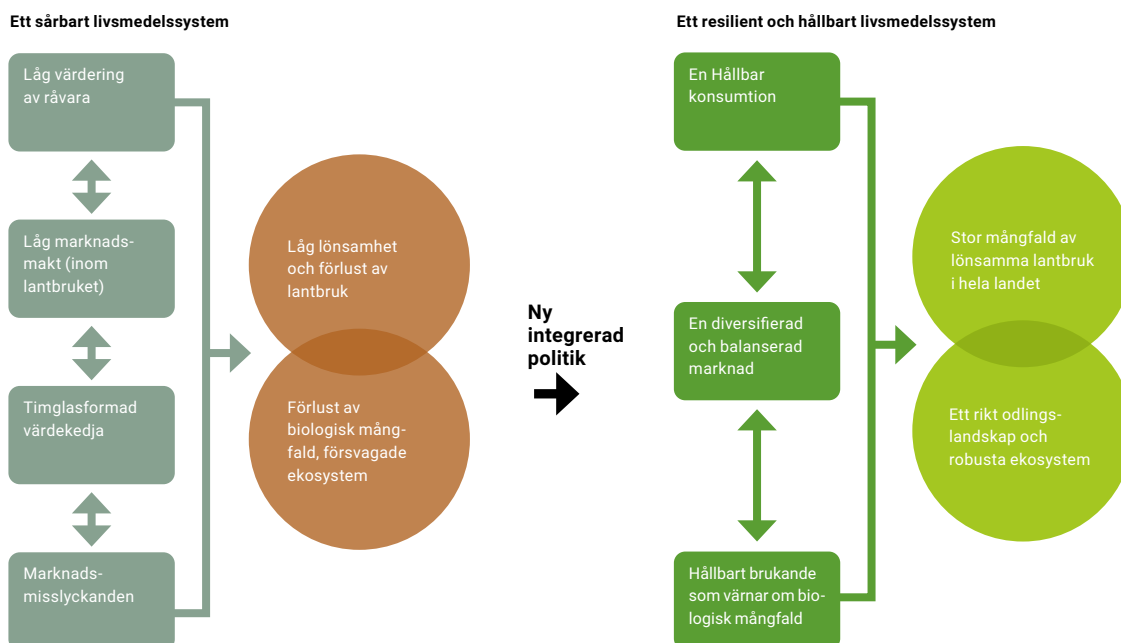 Ett sårbart livsmedelssystem
Låg värdering
av råvara
Låg marknads-
makt (inom
lantbruket)
Timglasformad
värdekedja
Marknads-
misslyckanden
Låg lönsamhet
och förlust av
lantbruk
Förlust av
biologisk mång-
fald, försvagade
ekosystem
Ny
integrerad
politik
Ett resilient och hållbart livsmedelssystem
En Hållbar
konsumtion
En diversifierad
och balanserad
marknad
Hållbart brukande
som värnar om bio-
logisk mångfald
Stor mångfald av
lönsamma lantbruk
i hela landet
Ett rikt odlings-
landskap och
robusta ekosystem